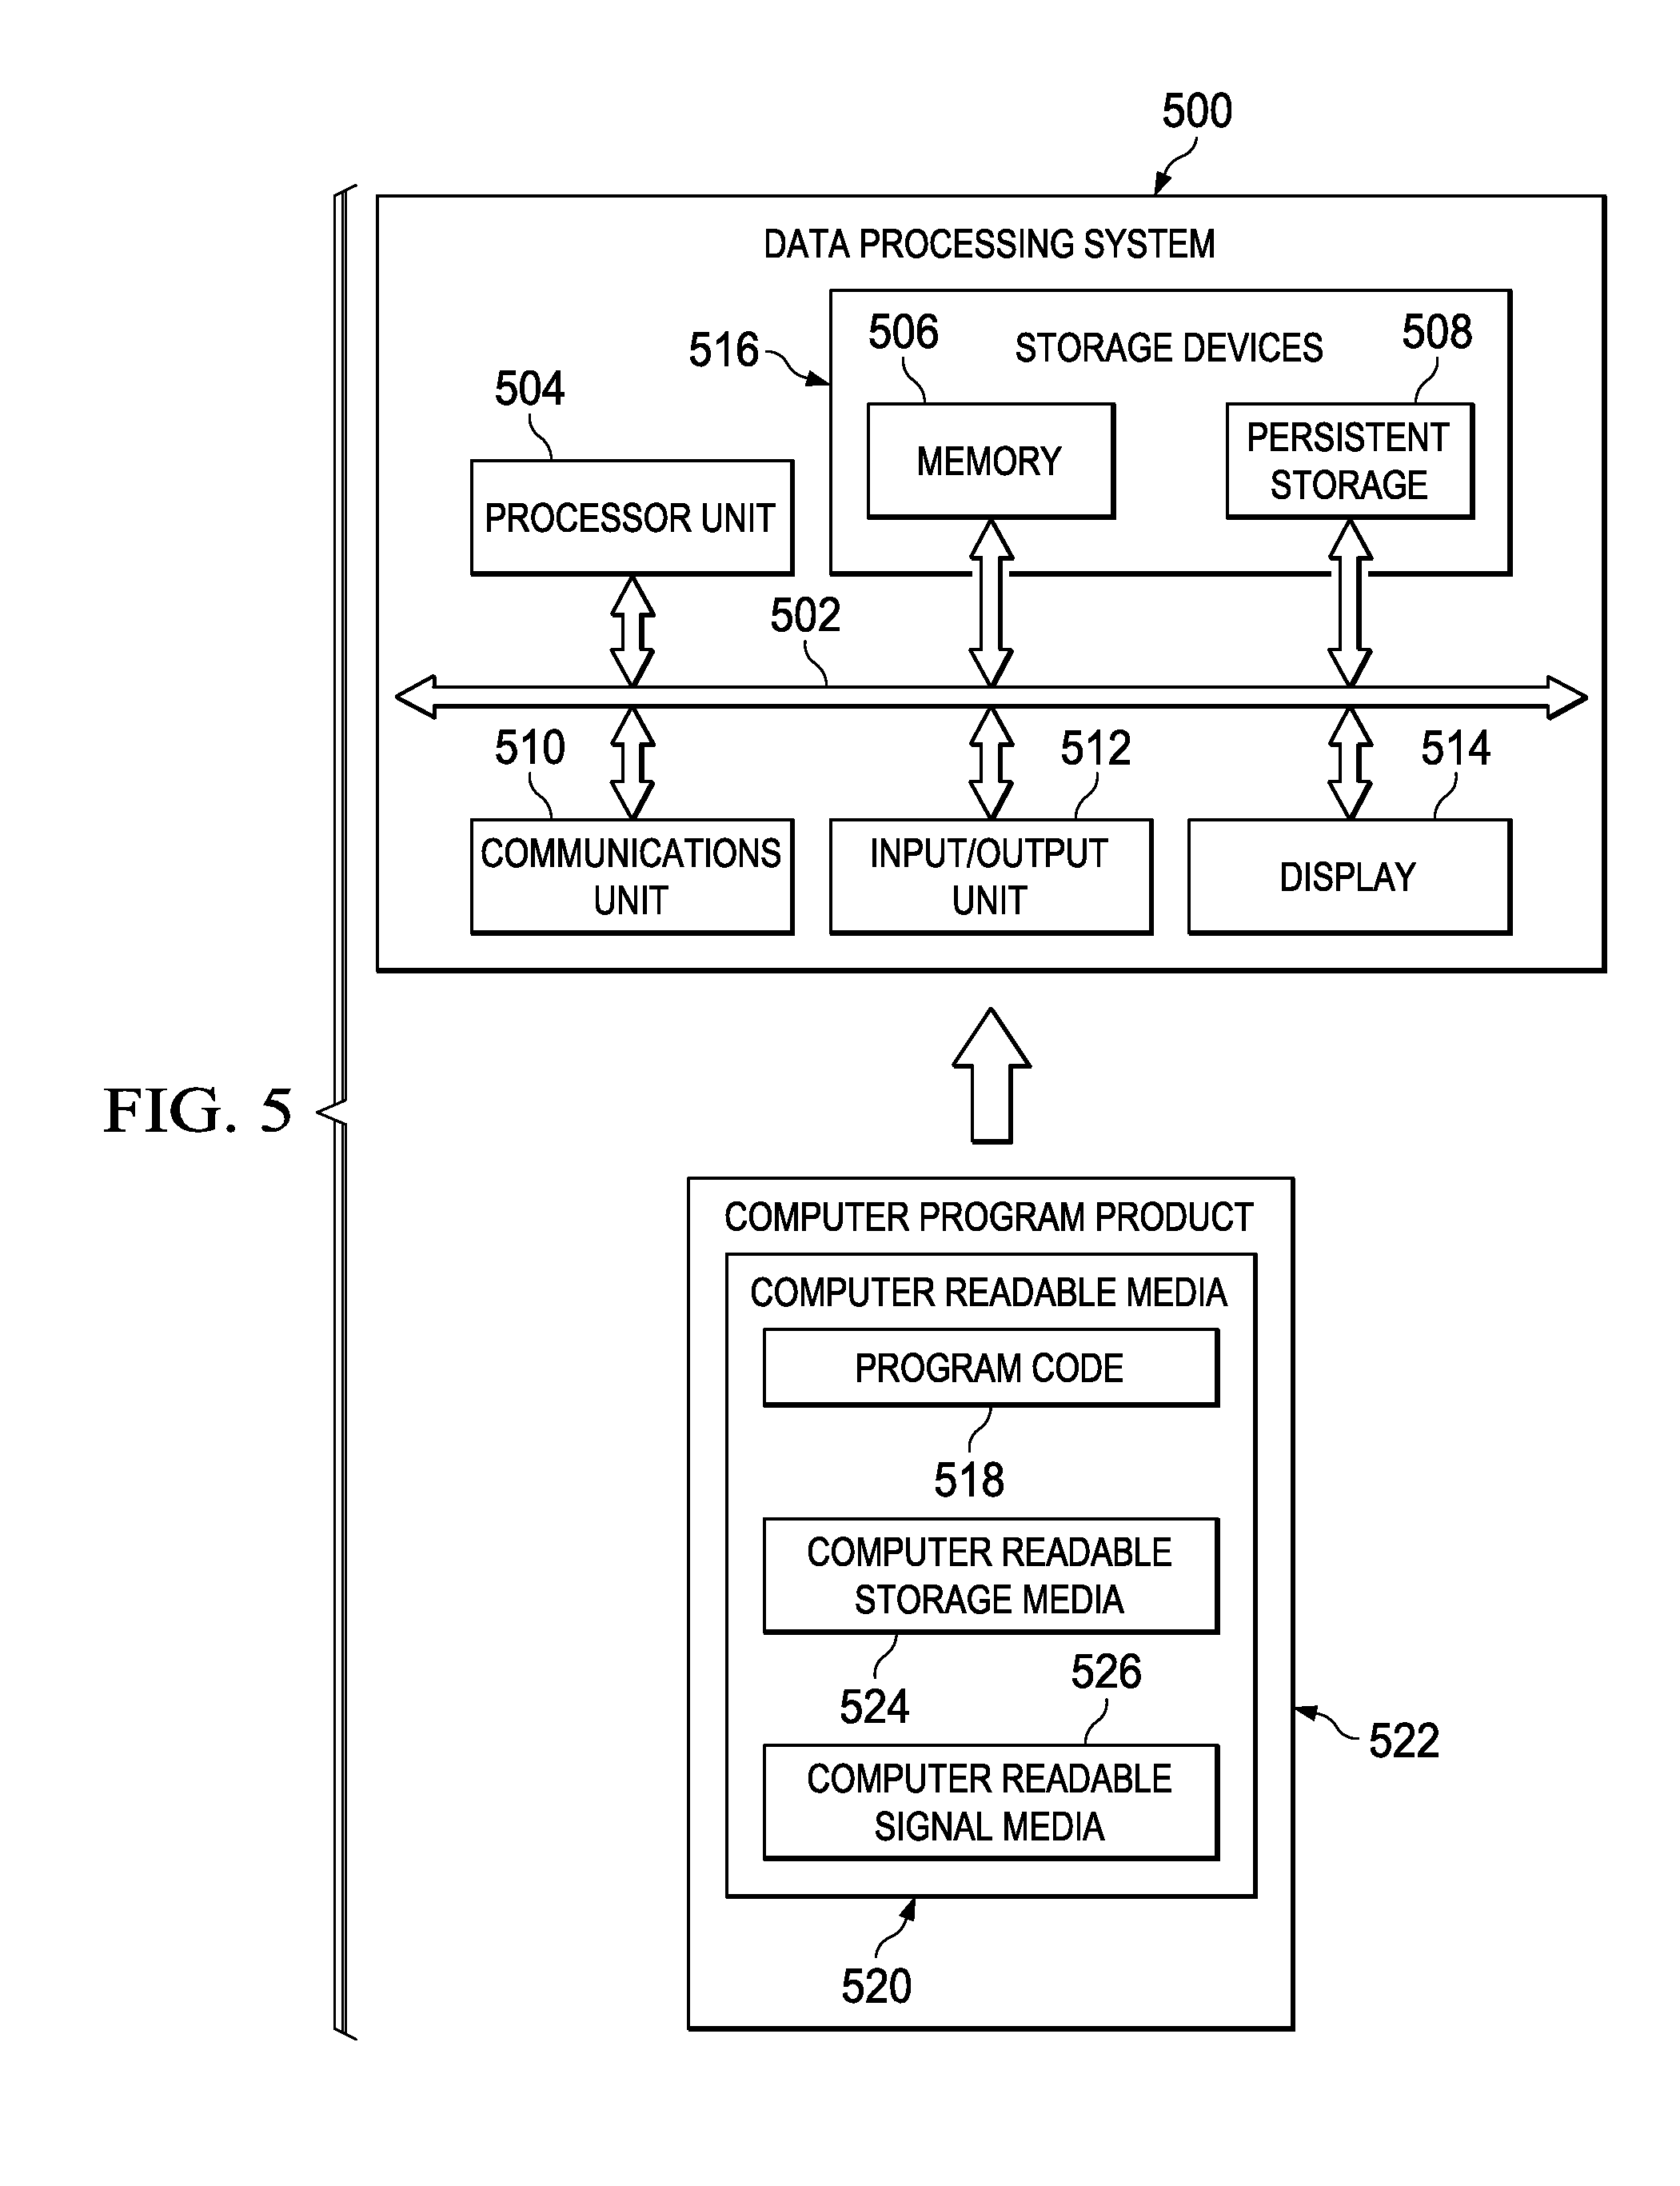 500
DATA PROCESSING SYSTEM
516
506
STORAGE DEVICES
508
504
MEMORY
PERSISTENT
STORAGE
PROCESSOR UNIT
502
510
512
514
COMMUNICATIONS
UNIT
INPUT/OUTPUT
UNIT
DISPLAY
FIG. 5
COMPUTER PROGRAM PRODUCT
COMPUTER READABLE MEDIA
PROGRAM CODE
518
COMPUTER READABLE
STORAGE MEDIA
524
526
COMPUTER READABLE
SIGNAL MEDIA
522
520